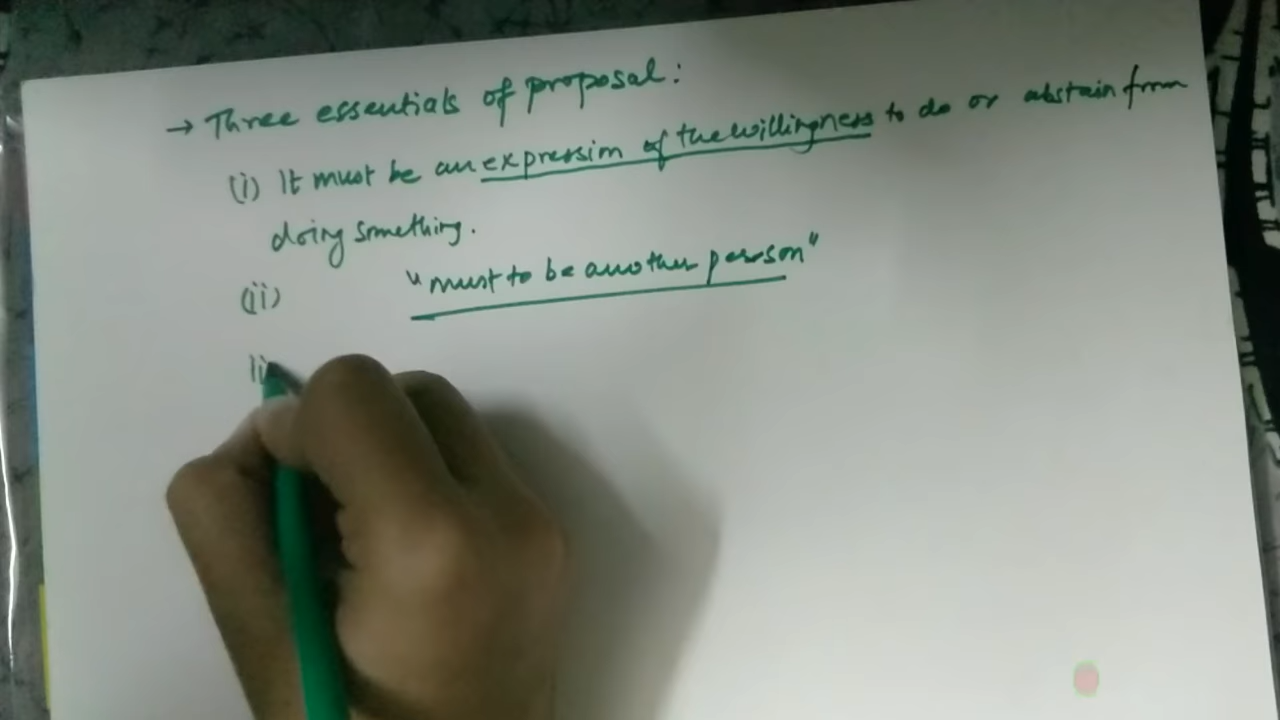 → Three essentials of proposal:
(i) It must be an expression of the willingness to do or abstain from
doing something.
(ii) "must to be another person"
(i